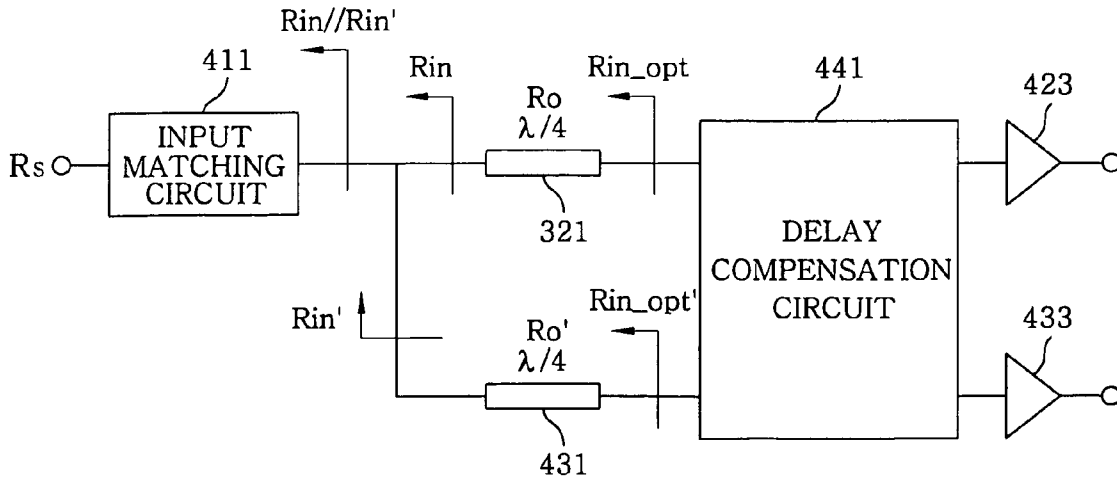 Rin//Rin'
411
Rin
Rin_opt
441
423
Ro
λ/4
Rs
INPUT
MATCHING
CIRCUIT
321
DELAY
COMPENSATION
CIRCUIT
Rin'
Rin_opt'
Ro'
λ/4
433
431